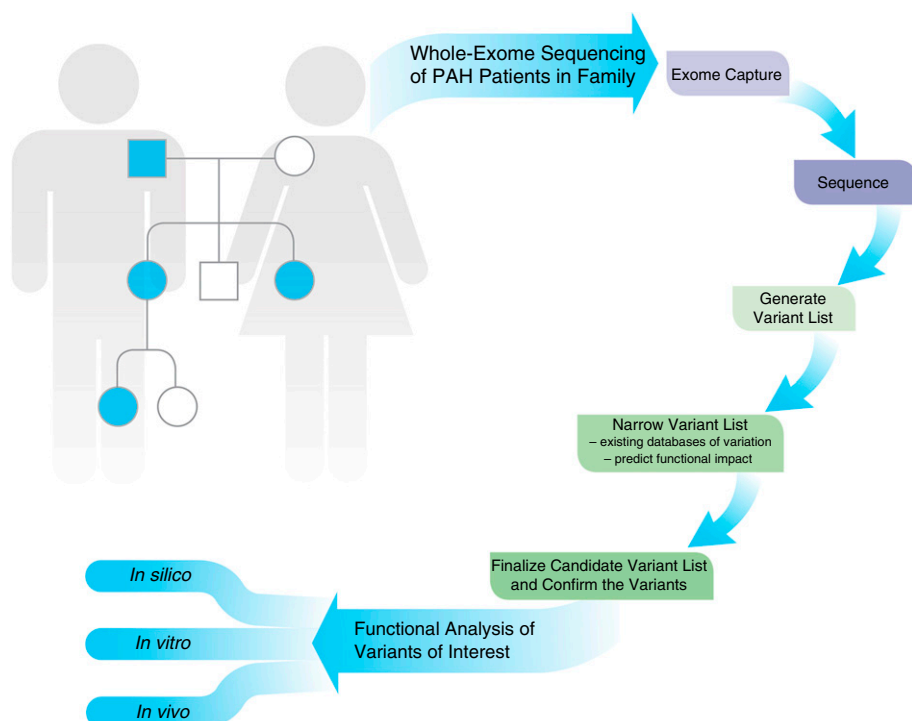 Whole-Exome Sequencing
of PAH Patients in Family
Exome Capture
Sequence
Generate
Variant List
Narrow Variant List
– existing databases of variation
– predict functional impact
Finalize Candidate Variant List
and Confirm the Variants
Functional Analysis of
Variants of Interest
In silico
In vitro
In vivo